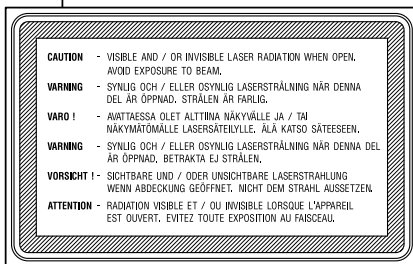 CAUTION - VISIBLE AND / OR INVISIBLE LASER RADIATION WHEN OPEN.
AVOID EXPOSURE TO BEAM.
VARNING - SYNLIG OCH / ELLER OSYNLIG LASERSTRÅLNING NÄR DENNA
DEL ÄR ÖPPNAD. STRÅLEN ÄR FARLIG.
VARO ! - AVATTAESSA OLET ALTTIINA NÄKYVÄLLE JA / TAI
NÄKYMÄTÖMÄLLE LASERSÄTEILYLLE. ÄLÄ KATSO SÄTEESEEN.
VARNING - SYNLIG OCH / ELLER OSYNLIG LASERSTRÅLNING NÄR DENNA DEL
ÄR ÖPPNAD. BETRAKTA EJ STRÅLEN.
VORSICHT ! - SICHTBARE UND / ODER UNSICHTBARE LASERSTRAHLUNG
WENN ABDECKUNG GEÖFFNET. NICHT DEM STRAHL AUSSETZEN.
ATTENTION - RADIATION VISIBLE ET / OU INVISIBLE LORSQUE L'APPAREIL
EST OUVERT. EVITEZ TOUTE EXPOSITION AU FAISCEAU.